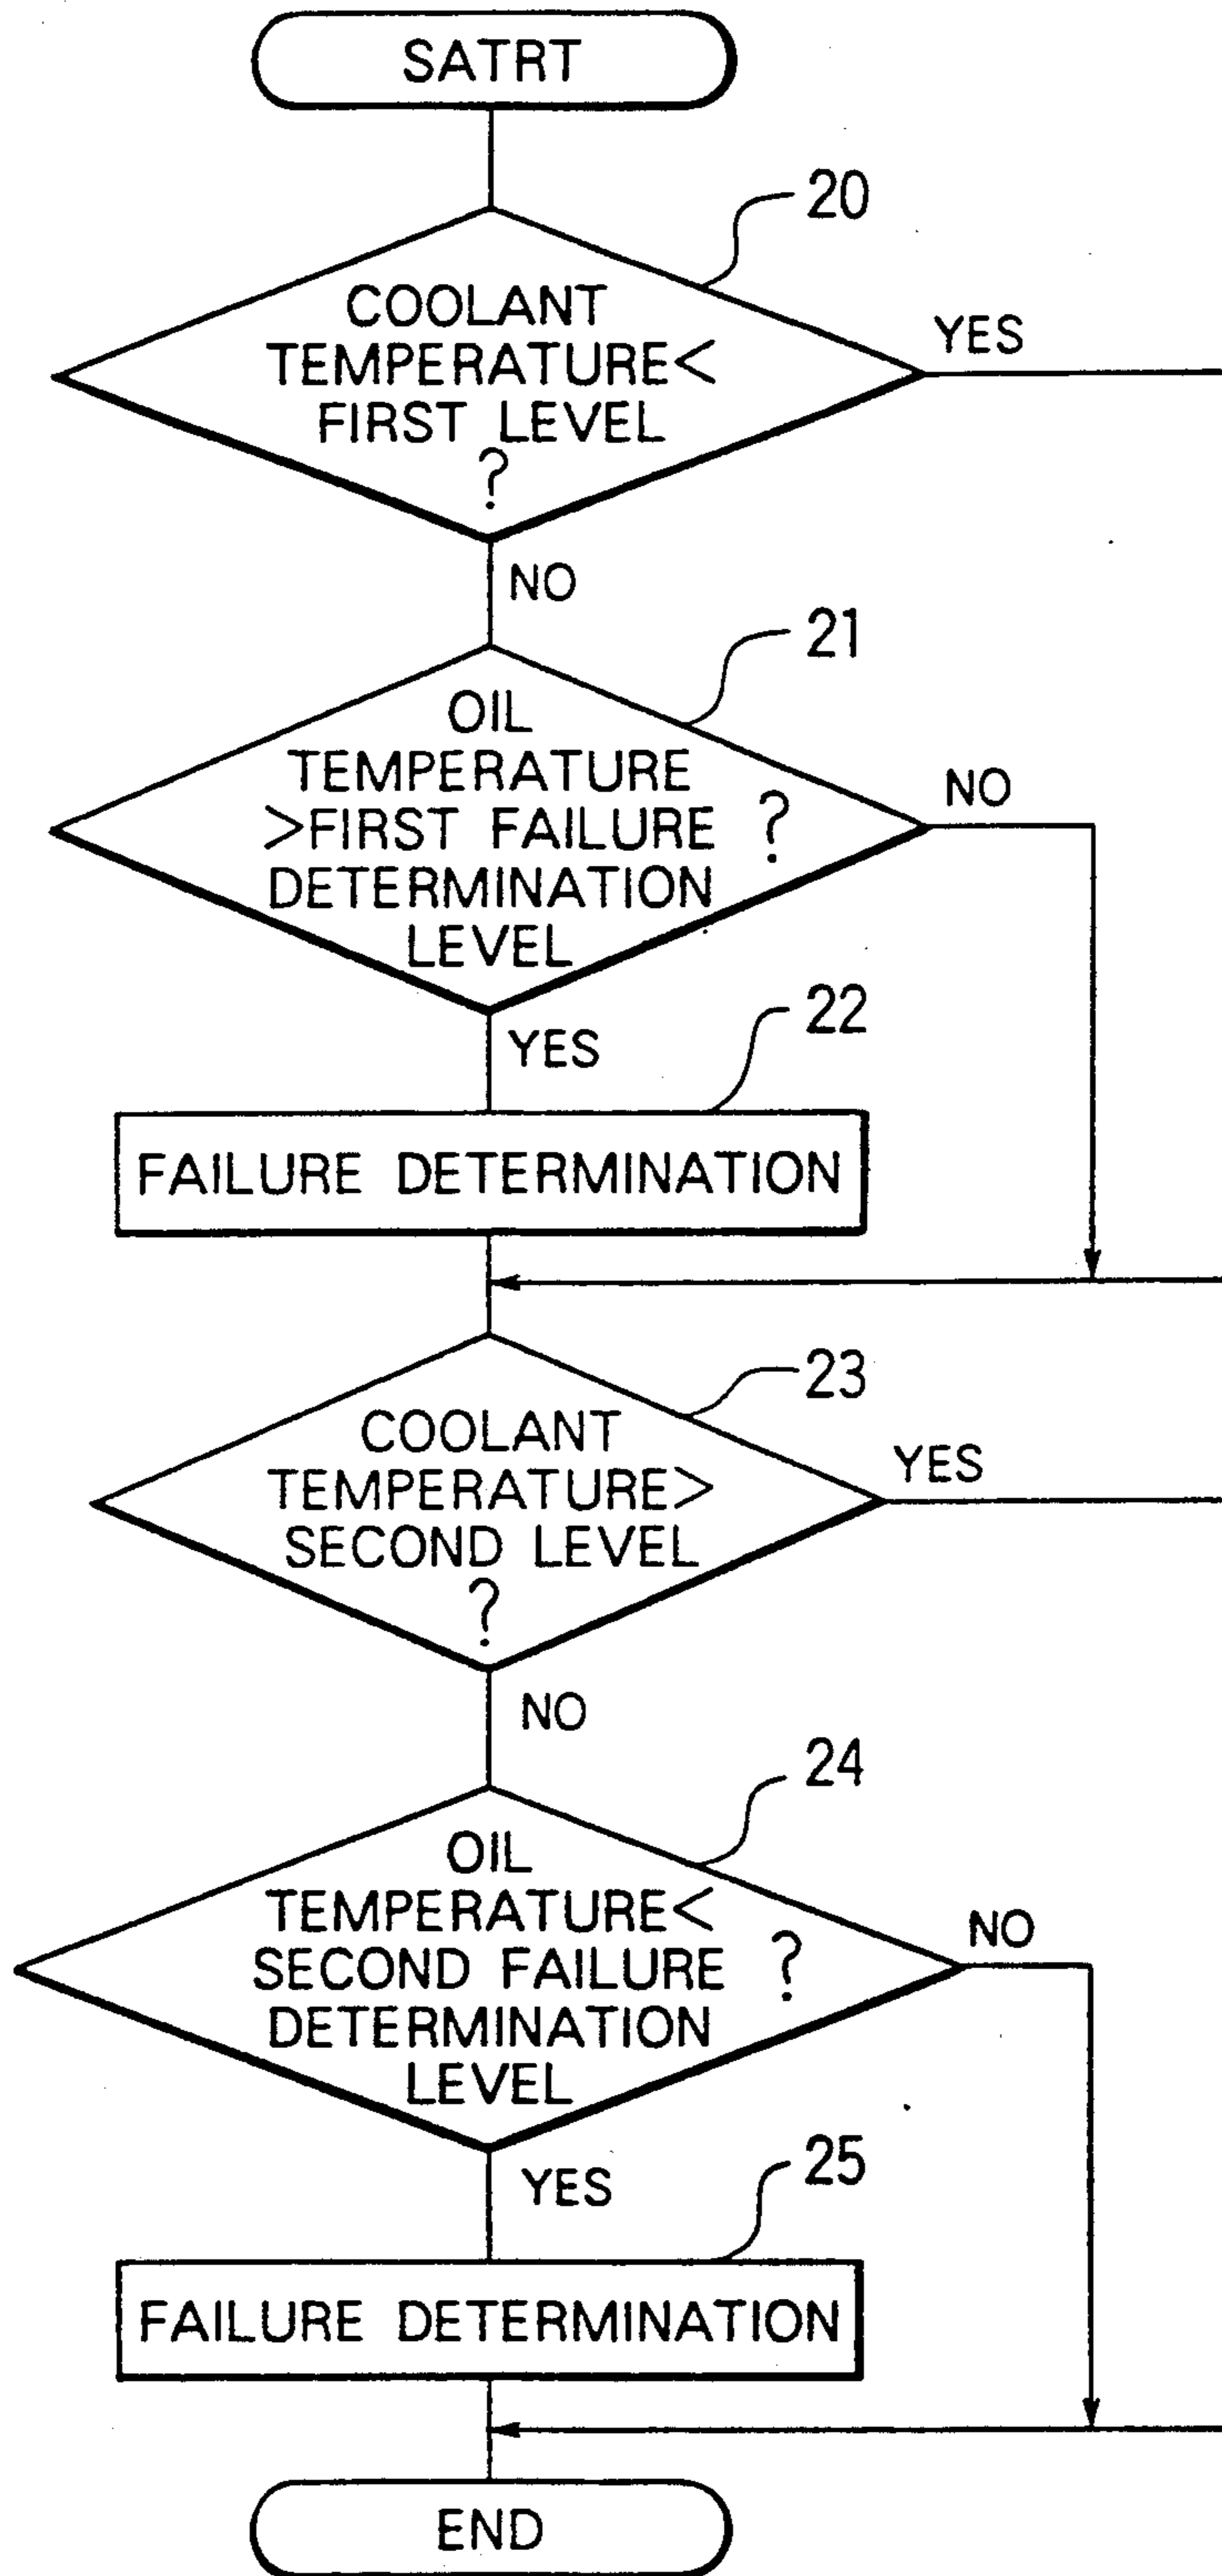 SATRT
20
COOLANT
TEMPERATURE<
FIRST LEVEL
?
YES
NO
21
OIL
TEMPERATURE
>FIRST FAILURE ?
DETERMINATION
LEVEL
NO
YES
22
FAILURE DETERMINATION
23
COOLANT
TEMPERATURE>
SECOND LEVEL
?
YES
NO
24
OIL
TEMPERATURE<
SECOND FAILURE ?
DETERMINATION
LEVEL
NO
YES
25
FAILURE DETERMINATION
END